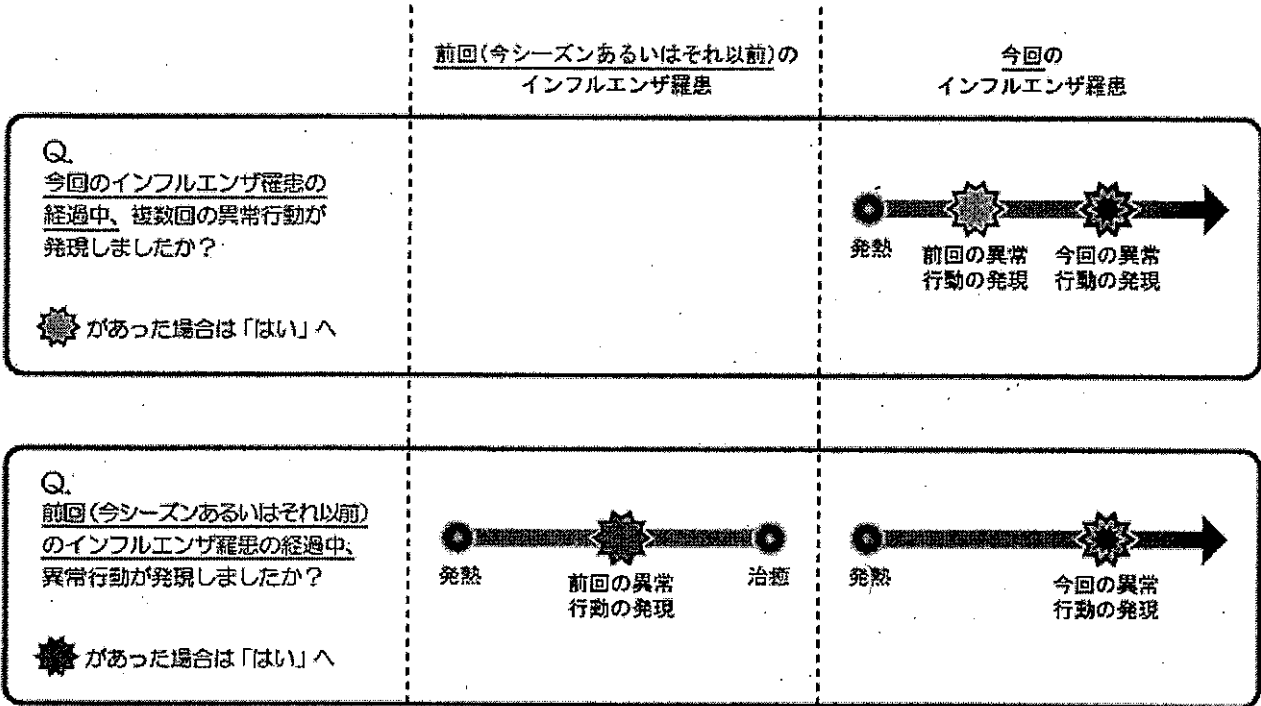 前回(今シーズンあるいはそれ以前)の
インフルエンザ罹患
今回の
インフルエンザ罹患
Q.
今回のインフルエンザ罹患の
経過中、複数回の異常行動が
発現しましたか?
があった場合は「はい」へ
発熱
前回の異常
行動の発現
今回の異常
行動の発現
Q.
前回(今シーズンあるいはそれ以前)
のインフルエンザ罹患の経過中、
異常行動が発現しましたか?
があった場合は「はい」へ
発熱
前回の異常
行動の発現
治癒
発熱
今回の異常
行動の発現